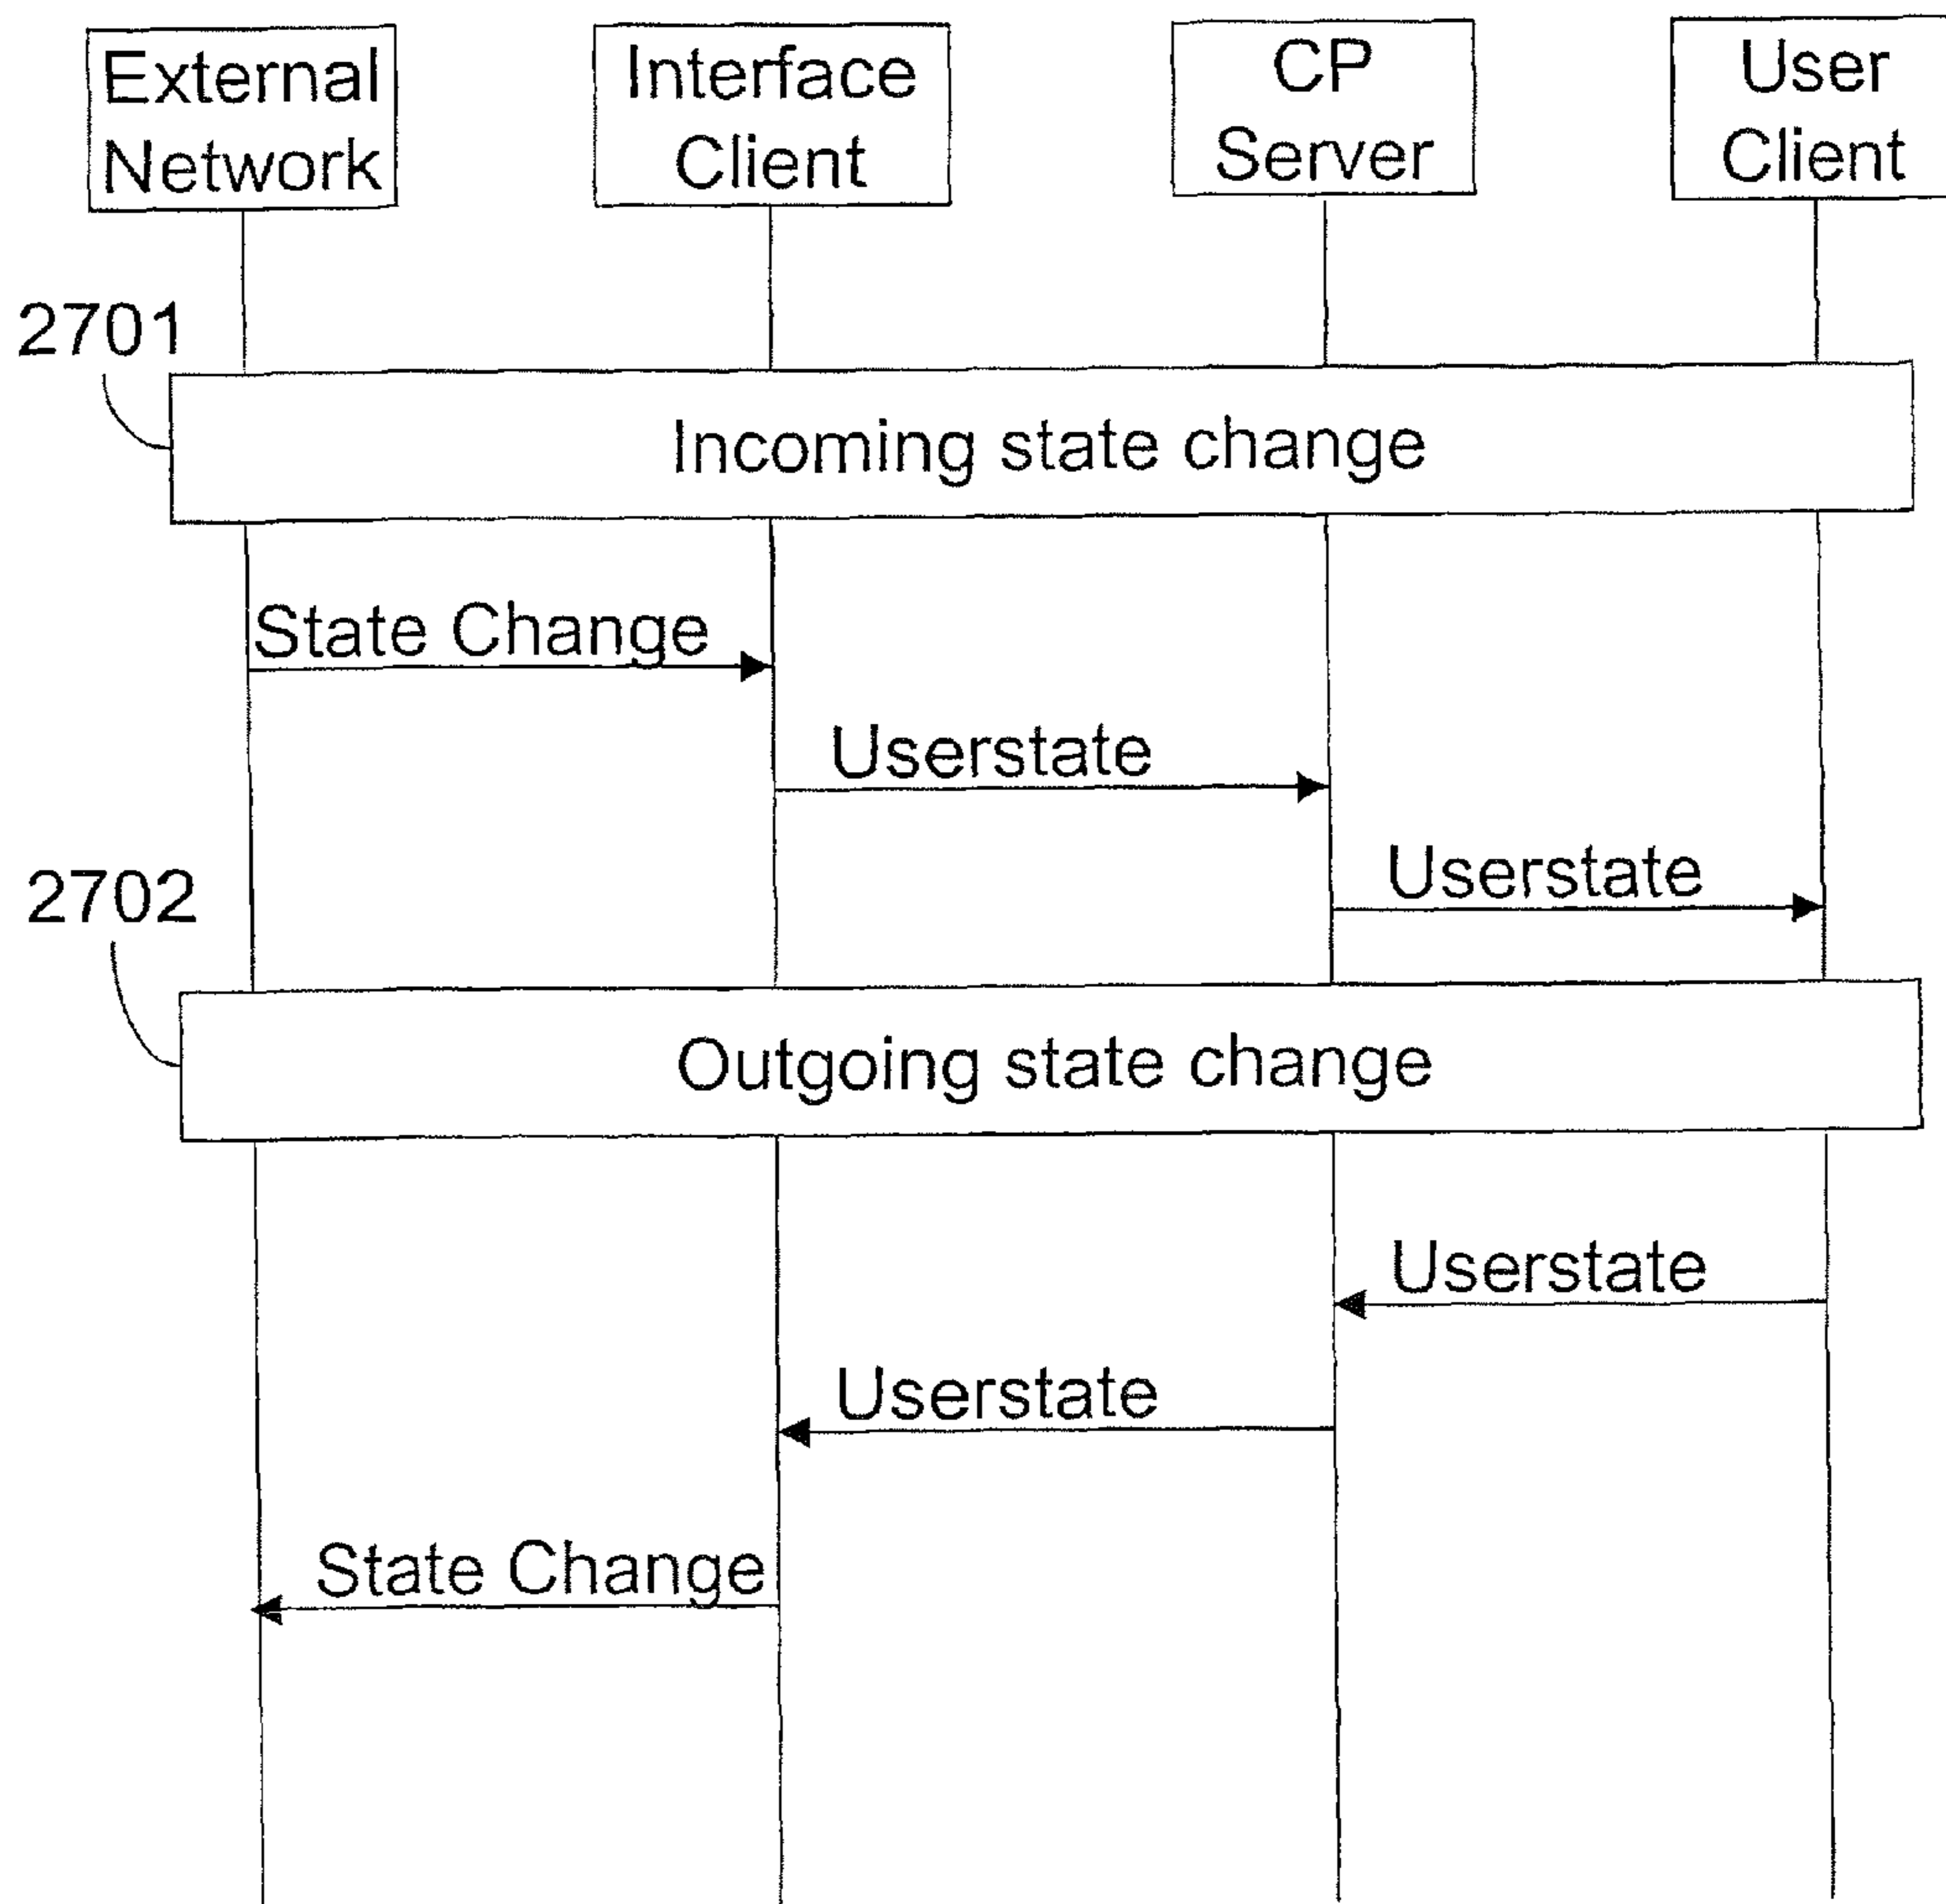 External
Network
Interface
Client
CP
Server
User
Client
2701
Incoming state change
State Change
Userstate
Userstate
2702
Outgoing state change
Userstate
Userstate
State Change